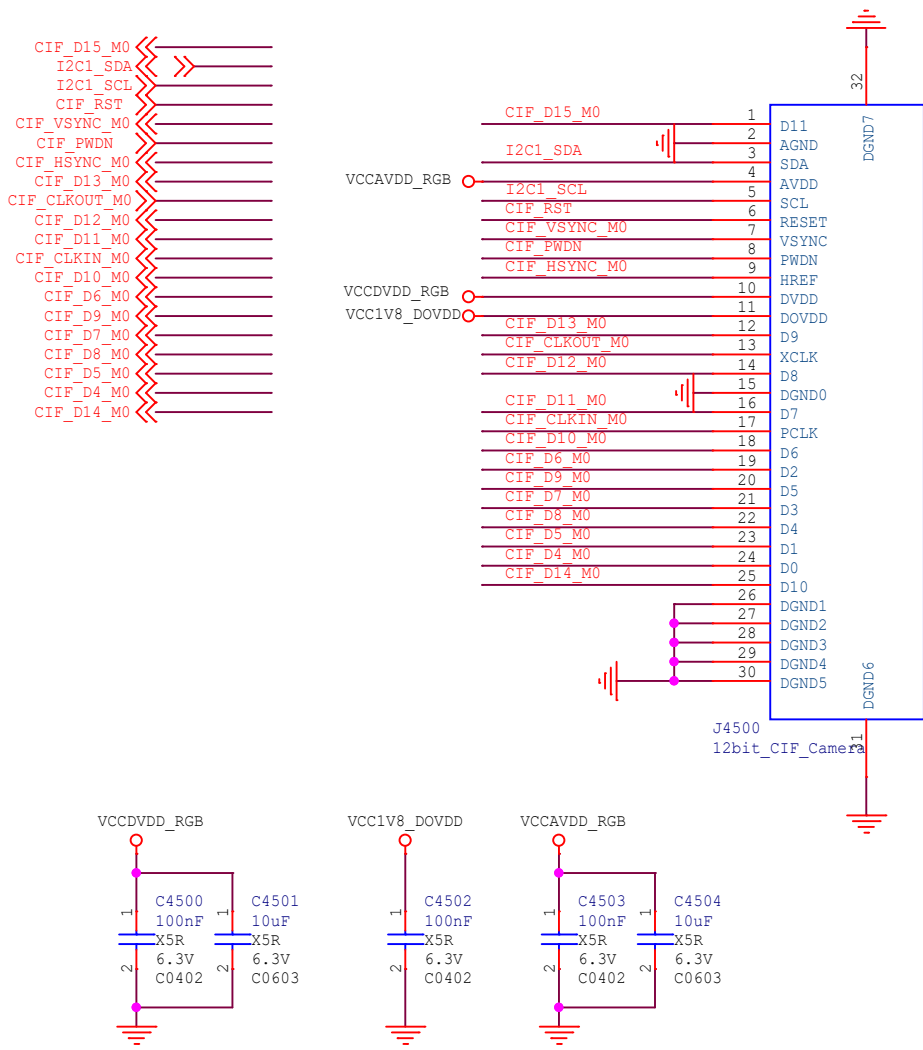 CIF_D15_M0
I2C1_SDA
I2C1_SCL
CIF_RST
CIF_VSYNC_M0
CIF_PWDN
CIF_HSYNC_M0
CIF_D13_M0
CIF_CLKOUT_M0
CIF_D12_M0
CIF_D11_M0
CIF_CLKIN_M0
CIF_D10_M0
CIF_D6_M0
CIF_D9_M0
CIF_D7_M0
CIF_D8_M0
CIF_D5_M0
CIF_D4_M0
CIF_D14_M0
32
DGND7
CIF_D15_M0 1 D11
2 AGND
I2C1_SDA 3 SDA
VCCAVDD_RGB 4 AVDD
I2C1_SCL 5 SCL
CIF_RST 6 RESET
CIF_VSYNC_M0 7 VSYNC
CIF_PWDN 8 PWDN
CIF_HSYNC_M0 9 HREF
VCCDVDD_RGB 10 DVDD
VCC1V8_DOVDD 11 DOVDD
CIF_D13_M0 12 D9
CIF_CLKOUT_M0 13 XCLK
CIF_D12_M0 14 D8
15 DGND0
CIF_D11_M0 16 D7
CIF_CLKIN_M0 17 PCLK
CIF_D10_M0 18 D6
CIF_D6_M0 19 D2
CIF_D9_M0 20 D5
CIF_D7_M0 21 D3
CIF_D8_M0 22 D4
CIF_D5_M0 23 D1
CIF_D4_M0 24 D0
CIF_D14_M0 25 D10
26 DGND1
27 DGND2
28 DGND3
29 DGND4
30 DGND5
DGND6
31
J4500
12bit_CIF_Camera
VCCDVDD_RGB
1
2
C4500
100nF
X5R
6.3V
C0402
1
2
C4501
10uF
X5R
6.3V
C0603
VCC1V8_DOVDD
1
2
C4502
100nF
X5R
6.3V
C0402
VCCAVDD_RGB
1
2
C4503
100nF
X5R
6.3V
C0402
1
2
C4504
10uF
X5R
6.3V
C0603